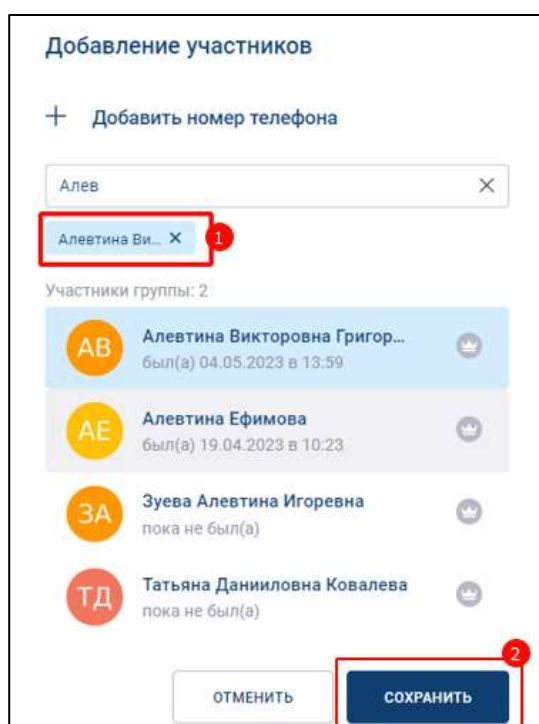 Добавление участников
+ Добавить номер телефона
Алев ×
Алевтина Ви... × 1
Участники группы: 2
АВ Алевтина Викторовна Григор...
был(а) 04.05.2023 в 13:59
АЕ Алевтина Ефимова
был(а) 19.04.2023 в 10:23
ЗА Зуева Алевтина Игоревна
пока не был(а)
ТД Татьяна Данииловна Ковалева
пока не был(а)
2
ОТМЕНИТЬ СОХРАНИТЬ